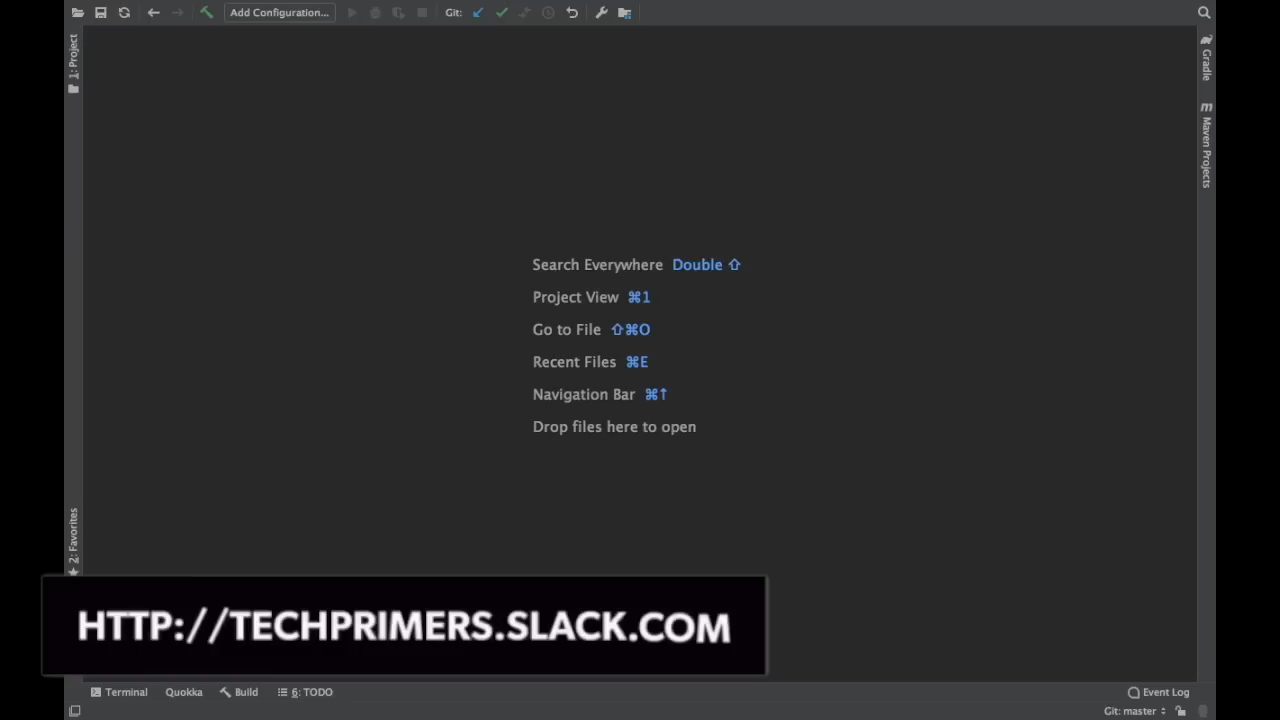 Add Configuration...
Git:
1: Project
Gradle
Maven Projects
Search Everywhere Double ⇧
Project View ⌘1
Go to File ⇧⌘O
Recent Files ⌘E
Navigation Bar ⌘↑
Drop files here to open
2: Favorites
HTTP://TECHPRIMERS.SLACK.COM
Terminal Quokka Build 6: TODO Event Log
Git: master